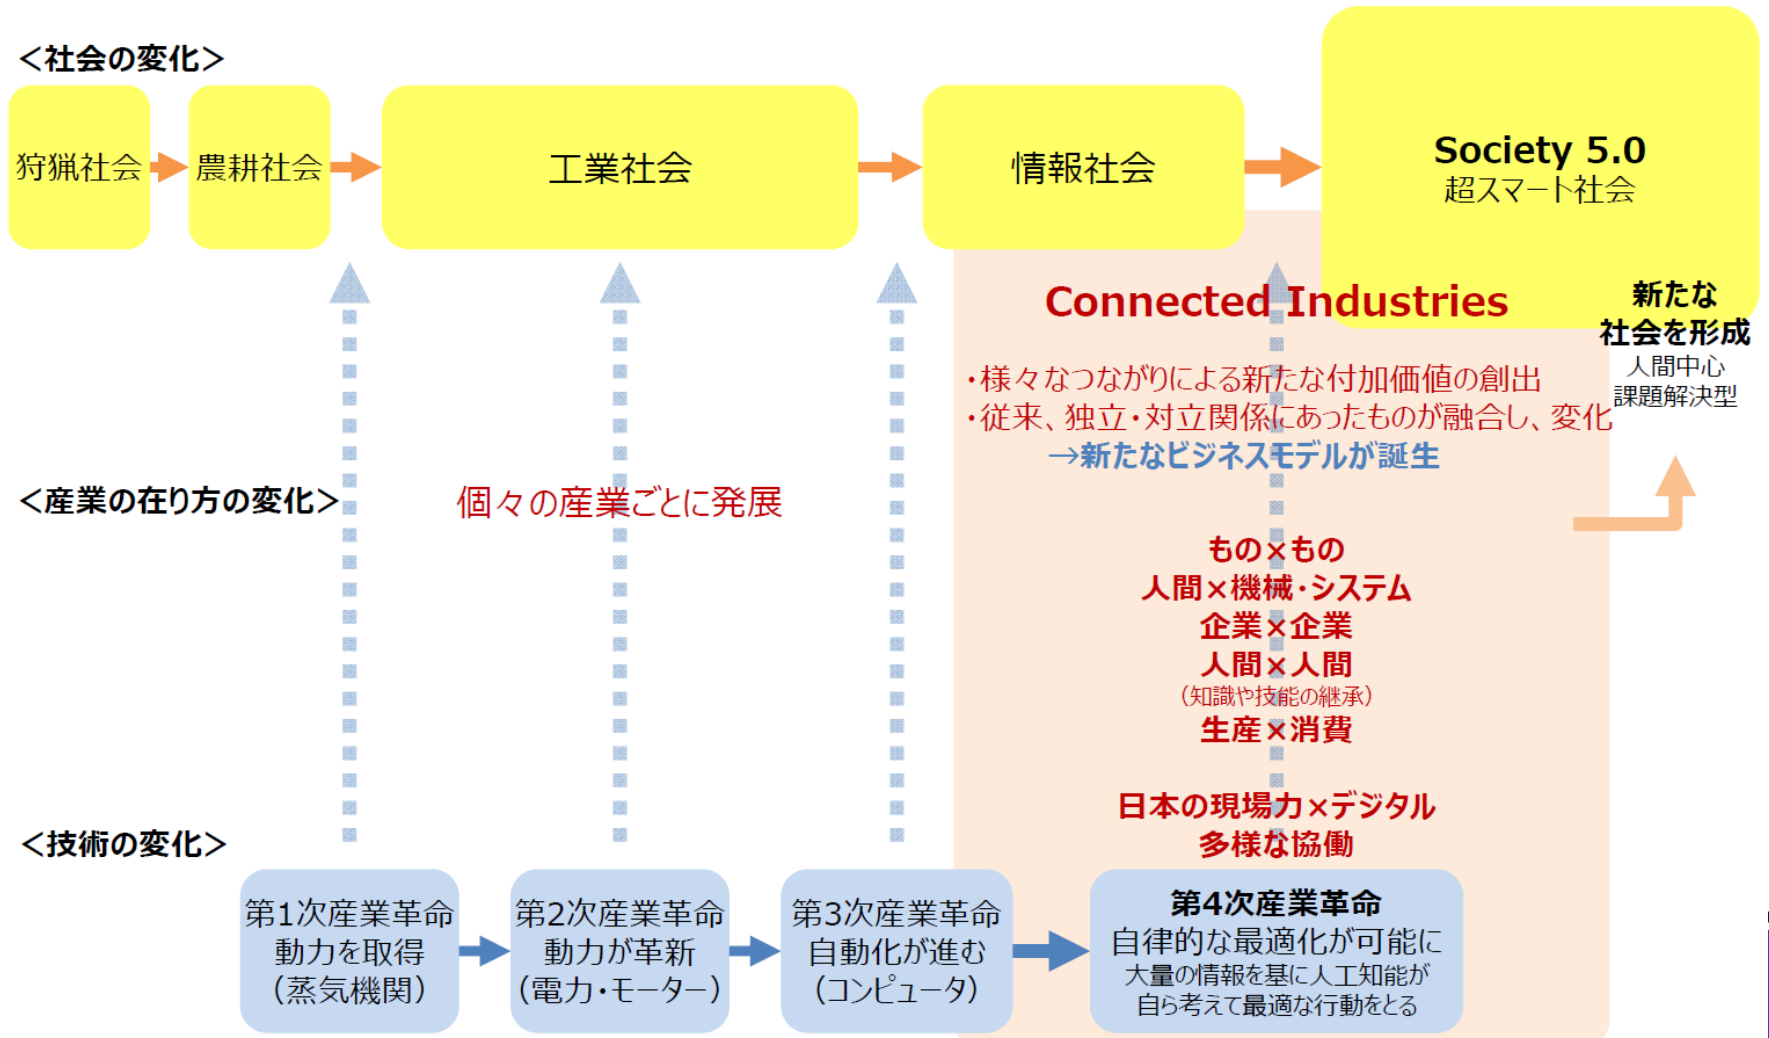 ＜社会の変化＞
狩猟社会
農耕社会
工業社会
情報社会
Society 5.0
超スマート社会
Connected Industries
・様々なつながりによる新たな付加価値の創出
・従来、独立・対立関係にあったものが融合し、変化
→新たなビジネスモデルが誕生
新たな
社会を形成
人間中心
課題解決型
＜産業の在り方の変化＞
個々の産業ごとに発展
もの×もの
人間×機械・システム
企業×企業
人間×人間
（知識や技能の継承）
生産×消費
日本の現場力×デジタル
多様な協働
＜技術の変化＞
第1次産業革命
動力を取得
（蒸気機関）
第2次産業革命
動力が革新
（電力・モーター）
第3次産業革命
自動化が進む
（コンピュータ）
第4次産業革命
自律的な最適化が可能に
大量の情報を基に人工知能が
自ら考えて最適な行動をとる